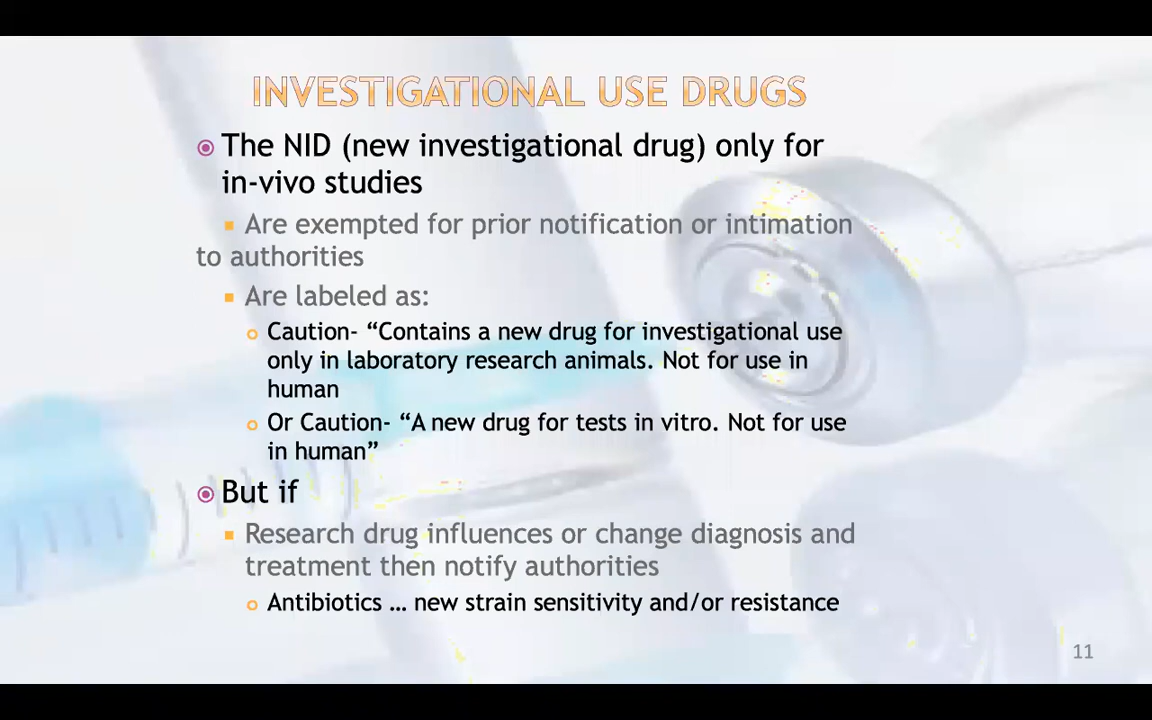 INVESTIGATIONAL USE DRUGS
The NID (new investigational drug) only for
in-vivo studies
Are exempted for prior notification or intimation
to authorities
Are labeled as:
Caution- “Contains a new drug for investigational use
only in laboratory research animals. Not for use in
human
Or Caution- “A new drug for tests in vitro. Not for use
in human”
But if
Research drug influences or change diagnosis and
treatment then notify authorities
Antibiotics … new strain sensitivity and/or resistance
11